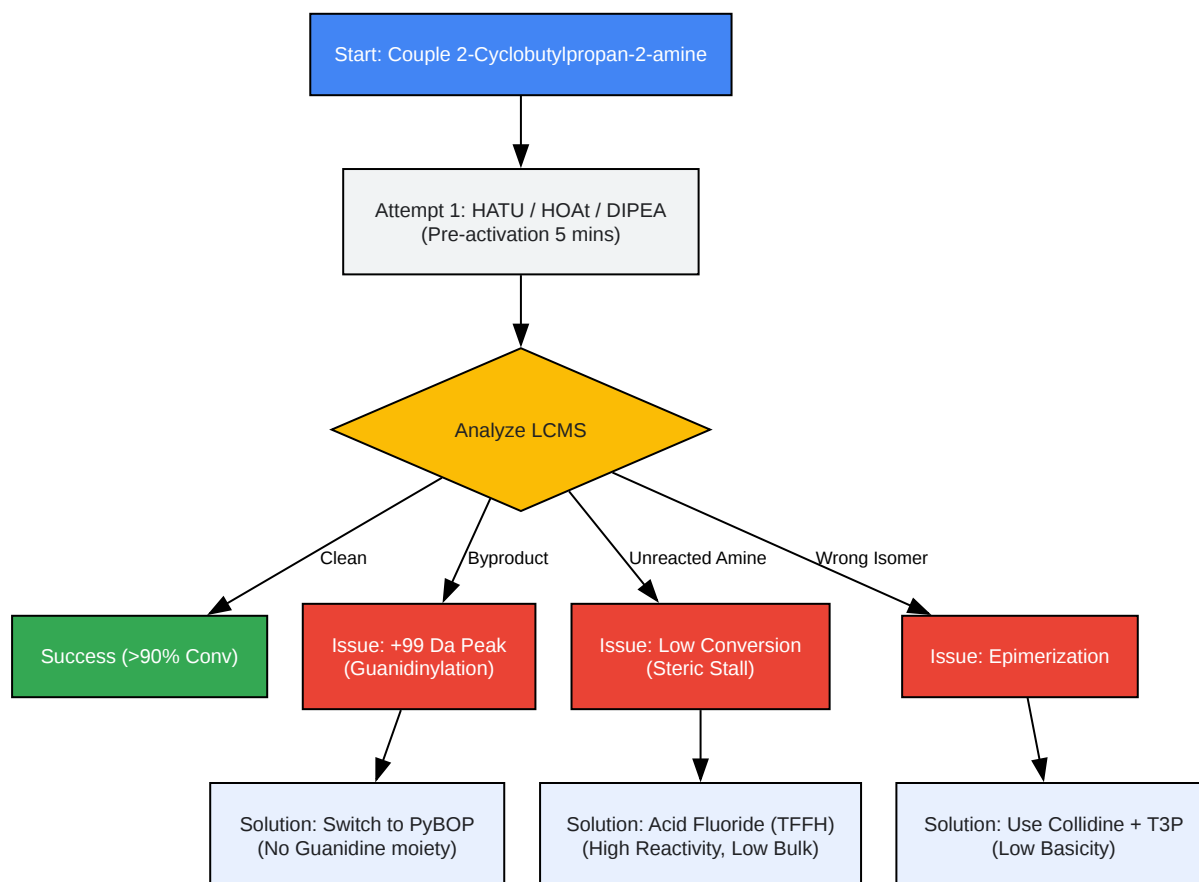 Start: Couple 2-Cyclobutylpropan-2-amine
Attempt 1: HATU / HOAt / DIPEA
(Pre-activation 5 mins)
Analyze LCMS
Clean
Byproduct
Unreacted Amine
Wrong Isomer
Success (>90% Conv)
Issue: +99 Da Peak
(Guanidinylation)
Issue: Low Conversion
(Steric Stall)
Issue: Epimerization
Solution: Switch to PyBOP
(No Guanidine moiety)
Solution: Acid Fluoride (TFFH)
(High Reactivity, Low Bulk)
Solution: Use Collidine + T3P
(Low Basicity)